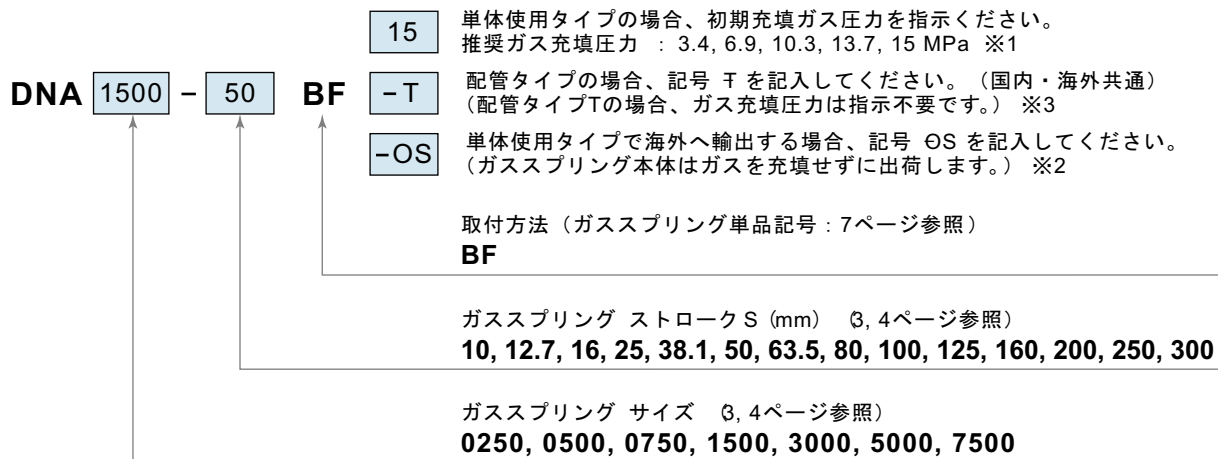 15
単体使用タイプの場合、初期充填ガス圧力を指示ください。
推奨ガス充填圧力 : 3.4, 6.9, 10.3, 13.7, 15 MPa ※1
DNA 1500 – 50 BF
–T
配管タイプの場合、記号 -T を記入してください。（国内・海外共通）
（配管タイプTの場合、ガス充填圧力は指示不要です。） ※3
–OS
単体使用タイプで海外へ輸出する場合、記号 -OS を記入してください。
（ガススプリング本体はガスを充填せずに出荷します。） ※2
取付方法（ガススプリング単品記号 : 7ページ参照）
BF
ガススプリング ストロークS (mm) (3, 4ページ参照）
10, 12.7, 16, 25, 38.1, 50, 63.5, 80, 100, 125, 160, 200, 250, 300
ガススプリング サイズ (3, 4ページ参照）
0250, 0500, 0750, 1500, 3000, 5000, 7500